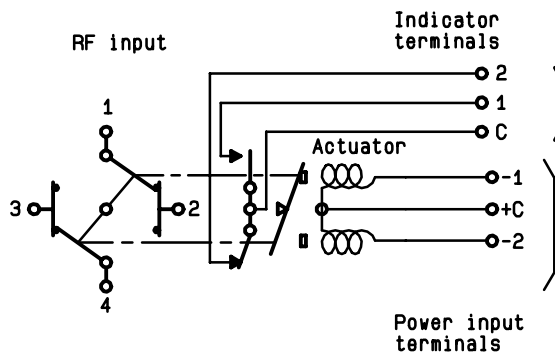 Indicator
terminals
RF input
2
1
C
1
Actuator
-1
3
2
+C
-2
4
Power input
terminals